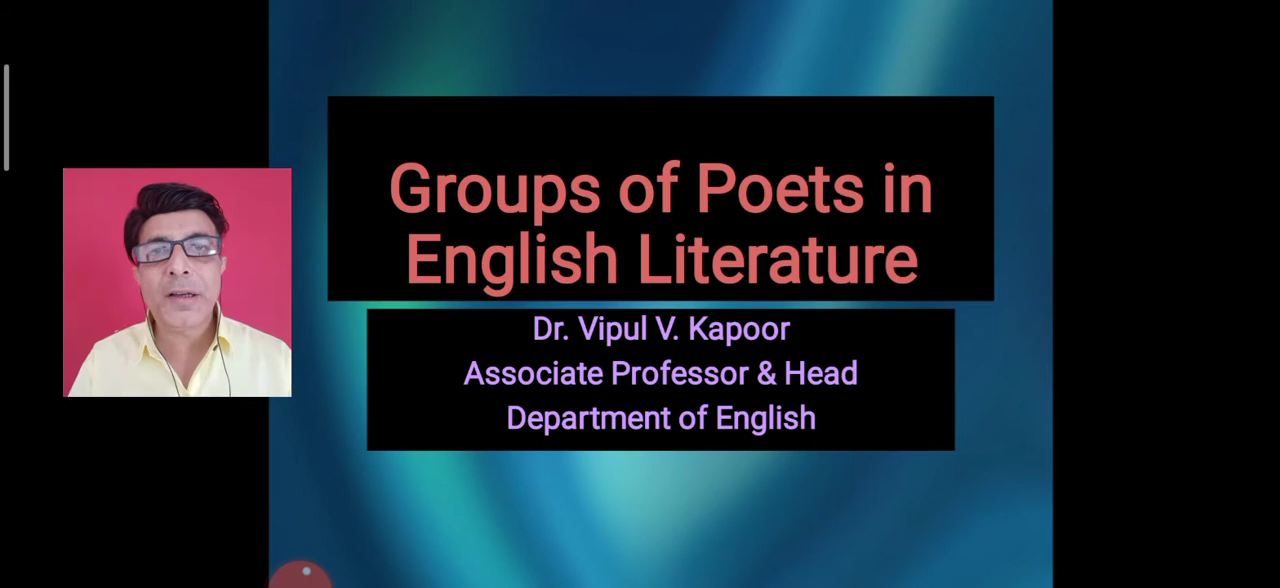 Groups of Poets in
English Literature
Dr. Vipul V. Kapoor
Associate Professor & Head
Department of English